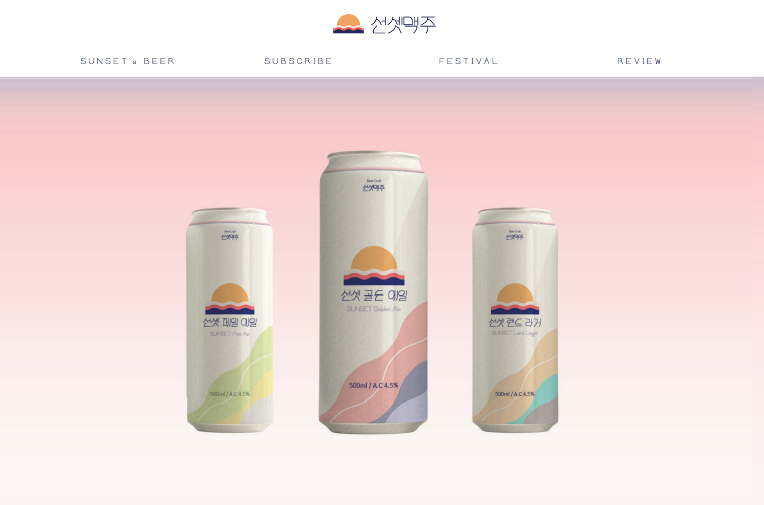 선셋맥주
SUNSET's BEER
SUBSCRIBE
FESTIVAL
REVIEW
Beer Craft
선셋맥주
선셋 페일 에일
SUNSET Pale Ale
500ml / A.C 4.5%
Beer Craft
선셋맥주
선셋 골든 에일
SUNSET Golden Ale
500ml / A.C 4.5%
Beer Craft
선셋맥주
선셋 랜드 라거
SUNSET Land Lager
500ml / A.C 4.5%